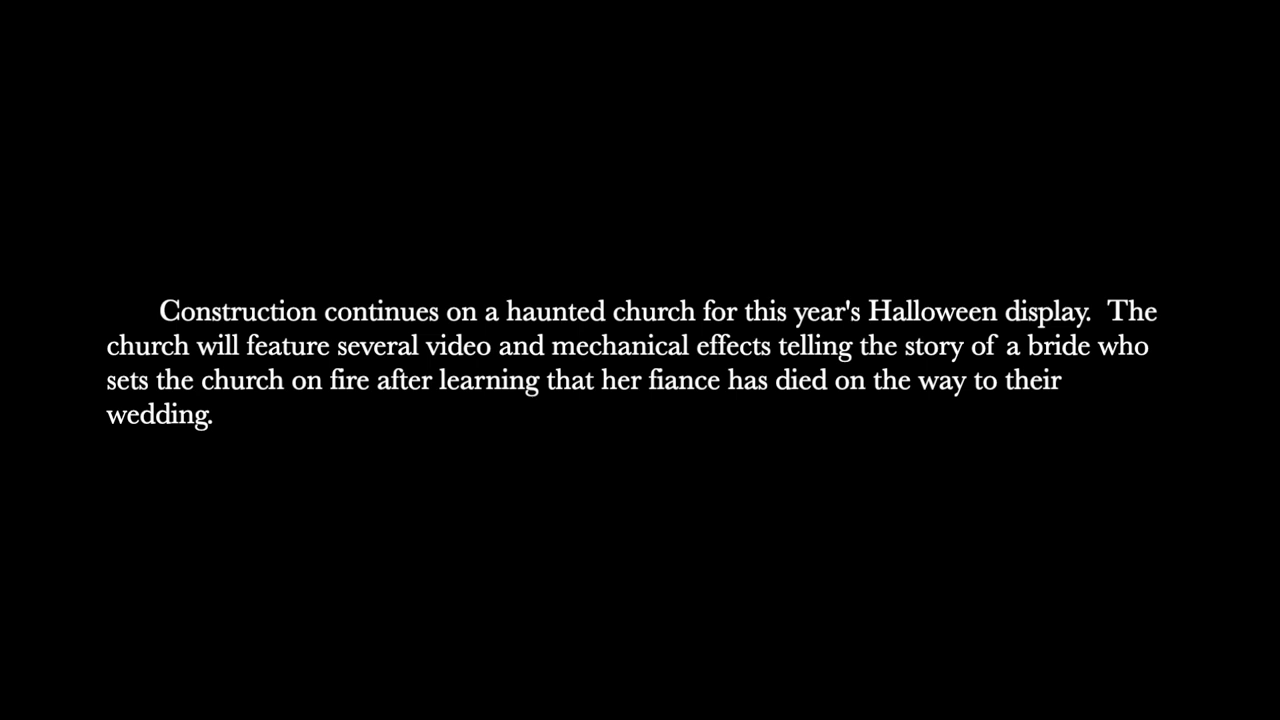 Construction continues on a haunted church for this year's Halloween display.  The
church will feature several video and mechanical effects telling the story of a bride who
sets the church on fire after learning that her fiance has died on the way to their
wedding.